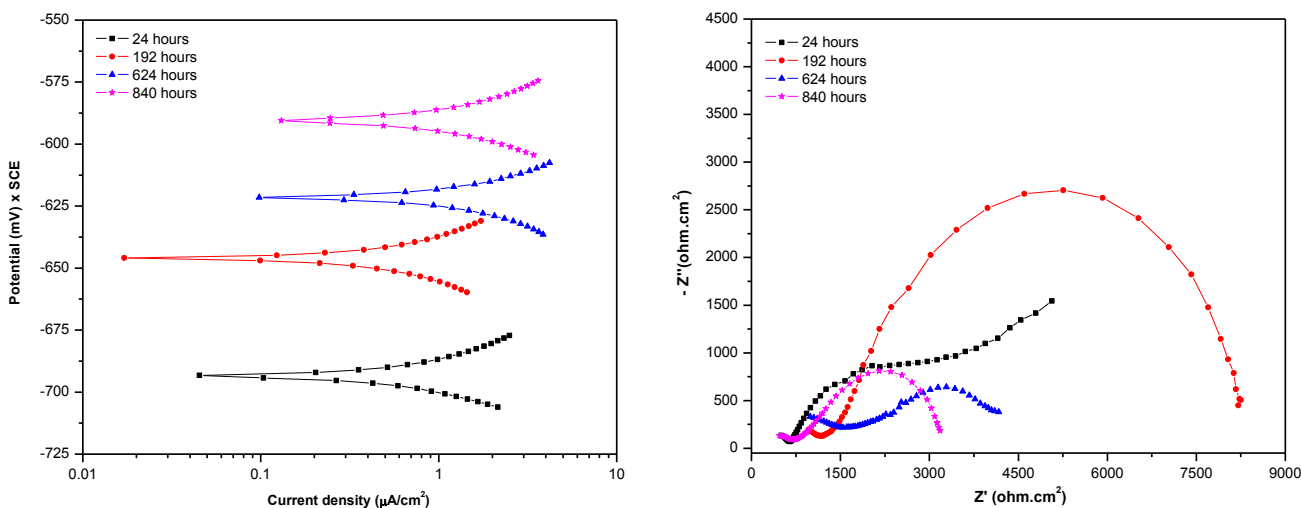 -550
-575
-600
-625
-650
-675
-700
-725
Potential (mV) x SCE
24 hours
192 hours
624 hours
840 hours
0.01
0.1
1
10
Current density (µA/cm²)
4500
4000
3500
3000
2500
2000
1500
1000
500
0
- Z''(ohm.cm²)
24 hours
192 hours
624 hours
840 hours
0
1500
3000
4500
6000
7500
9000
Z' (ohm.cm²)